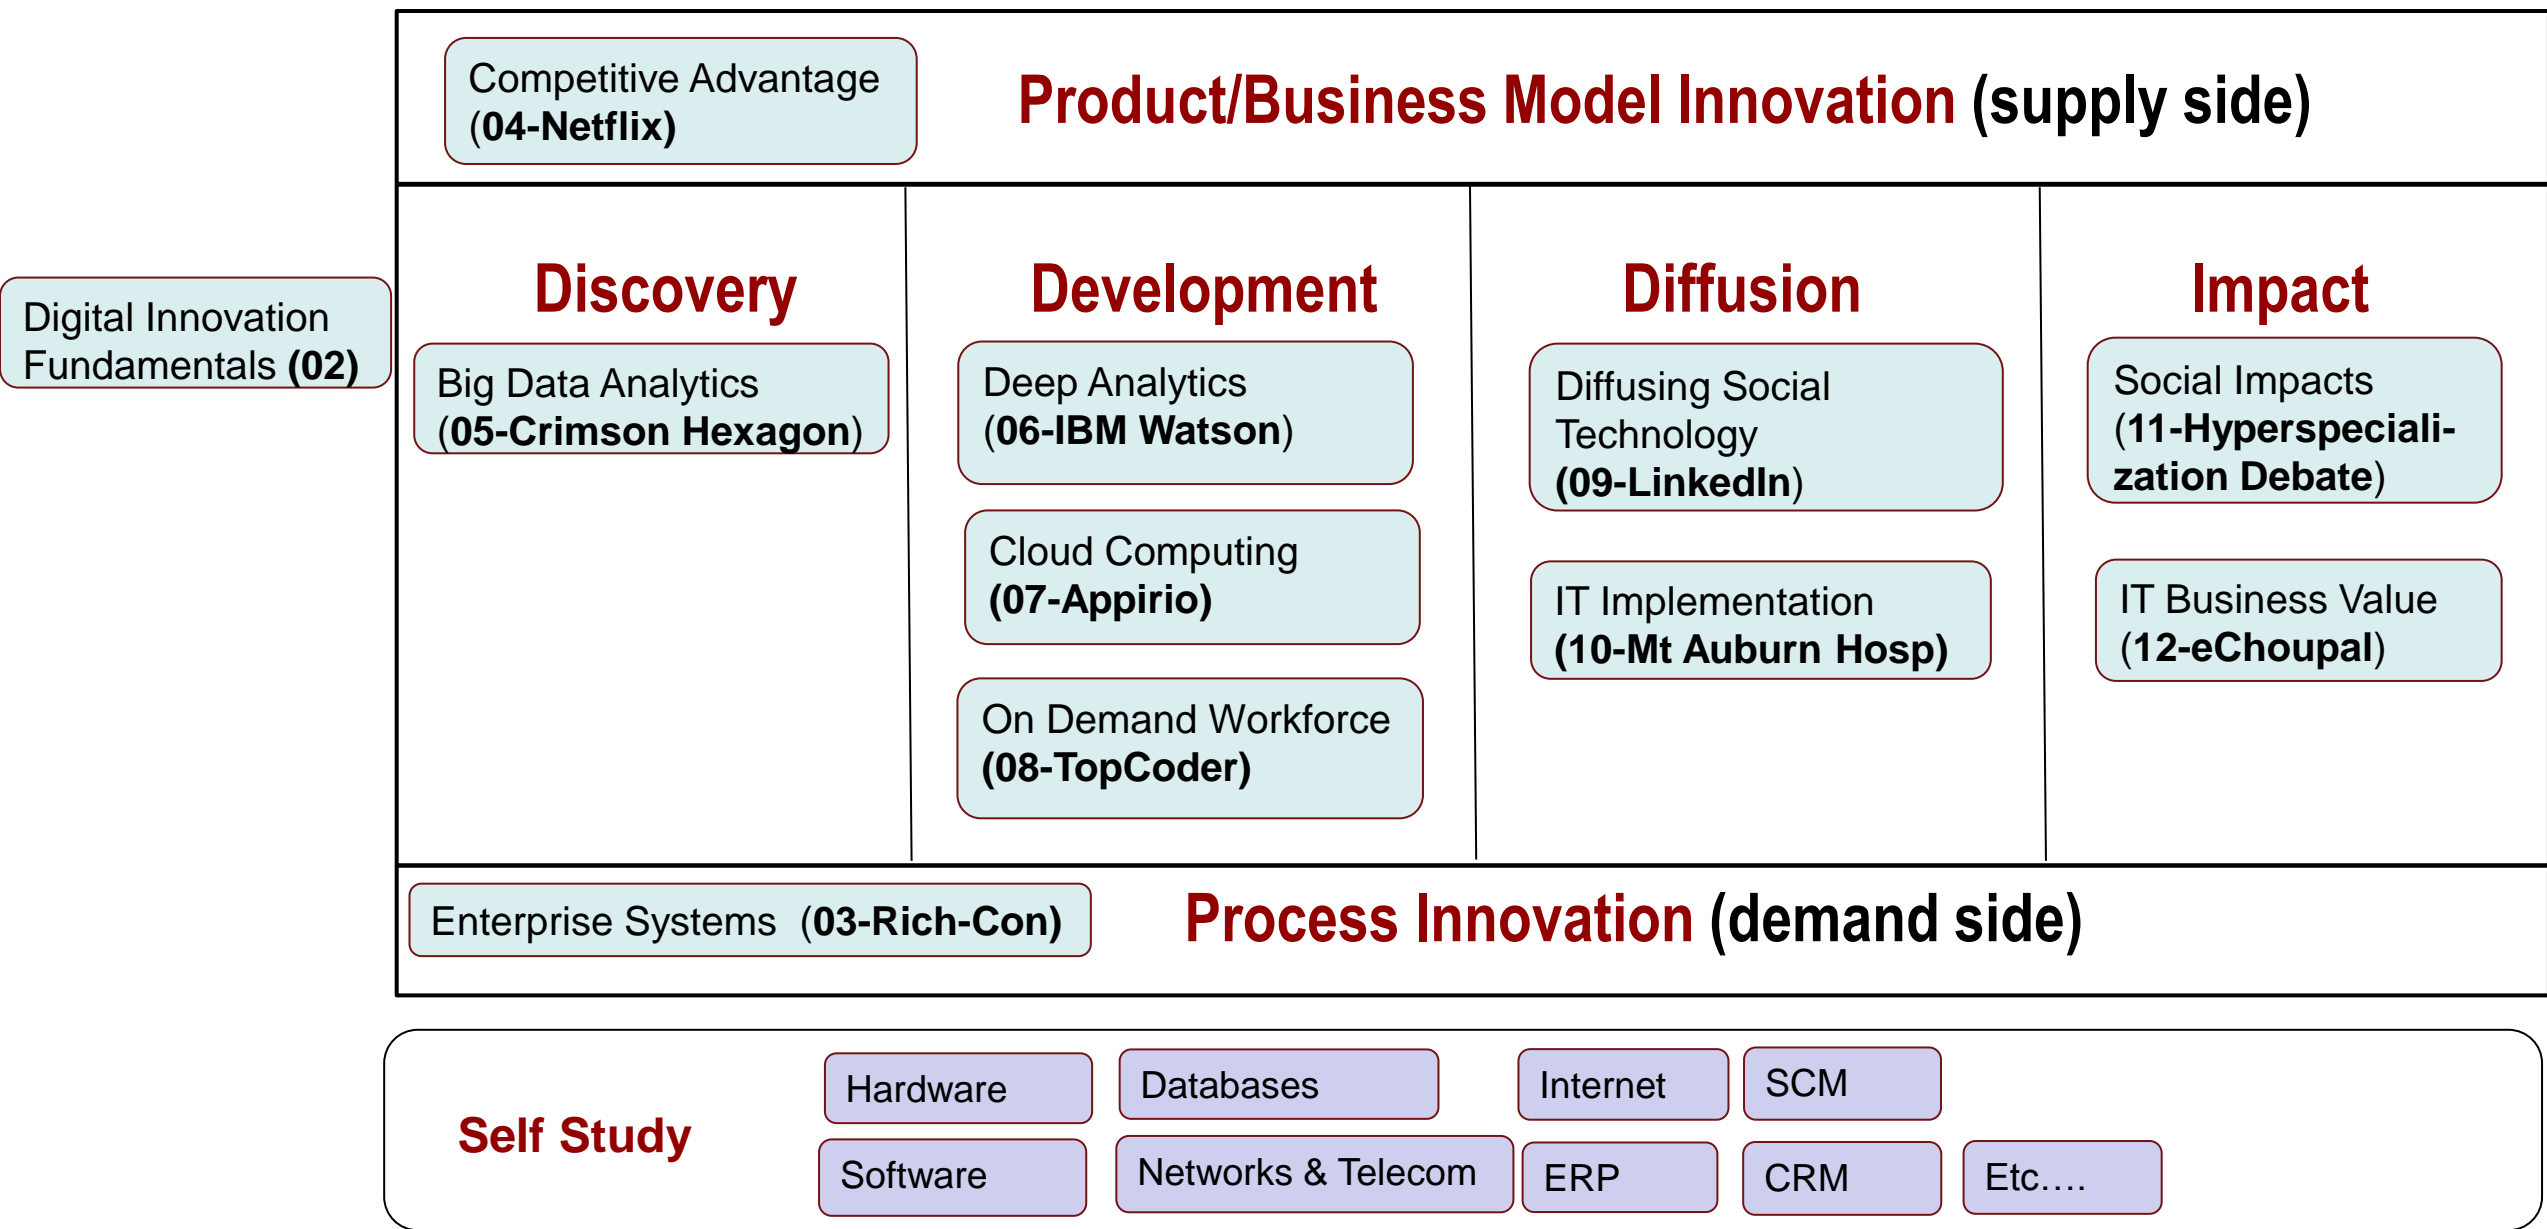 Competitive Advantage
(04-Netflix)
Product/Business Model Innovation (supply side)
Digital Innovation
Fundamentals (02)
Discovery
Big Data Analytics
(05-Crimson Hexagon)
Development
Deep Analytics
(06-IBM Watson)
Cloud Computing
(07-Appirio)
On Demand Workforce
(08-TopCoder)
Diffusion
Diffusing Social
Technology
(09-LinkedIn)
IT Implementation
(10-Mt Auburn Hosp)
Impact
Social Impacts
(11-Hyperspeciali-
zation Debate)
IT Business Value
(12-eChoupal)
Enterprise Systems (03-Rich-Con)
Process Innovation (demand side)
Self Study
Hardware
Databases
Internet
SCM
Software
Networks & Telecom
ERP
CRM
Etc....